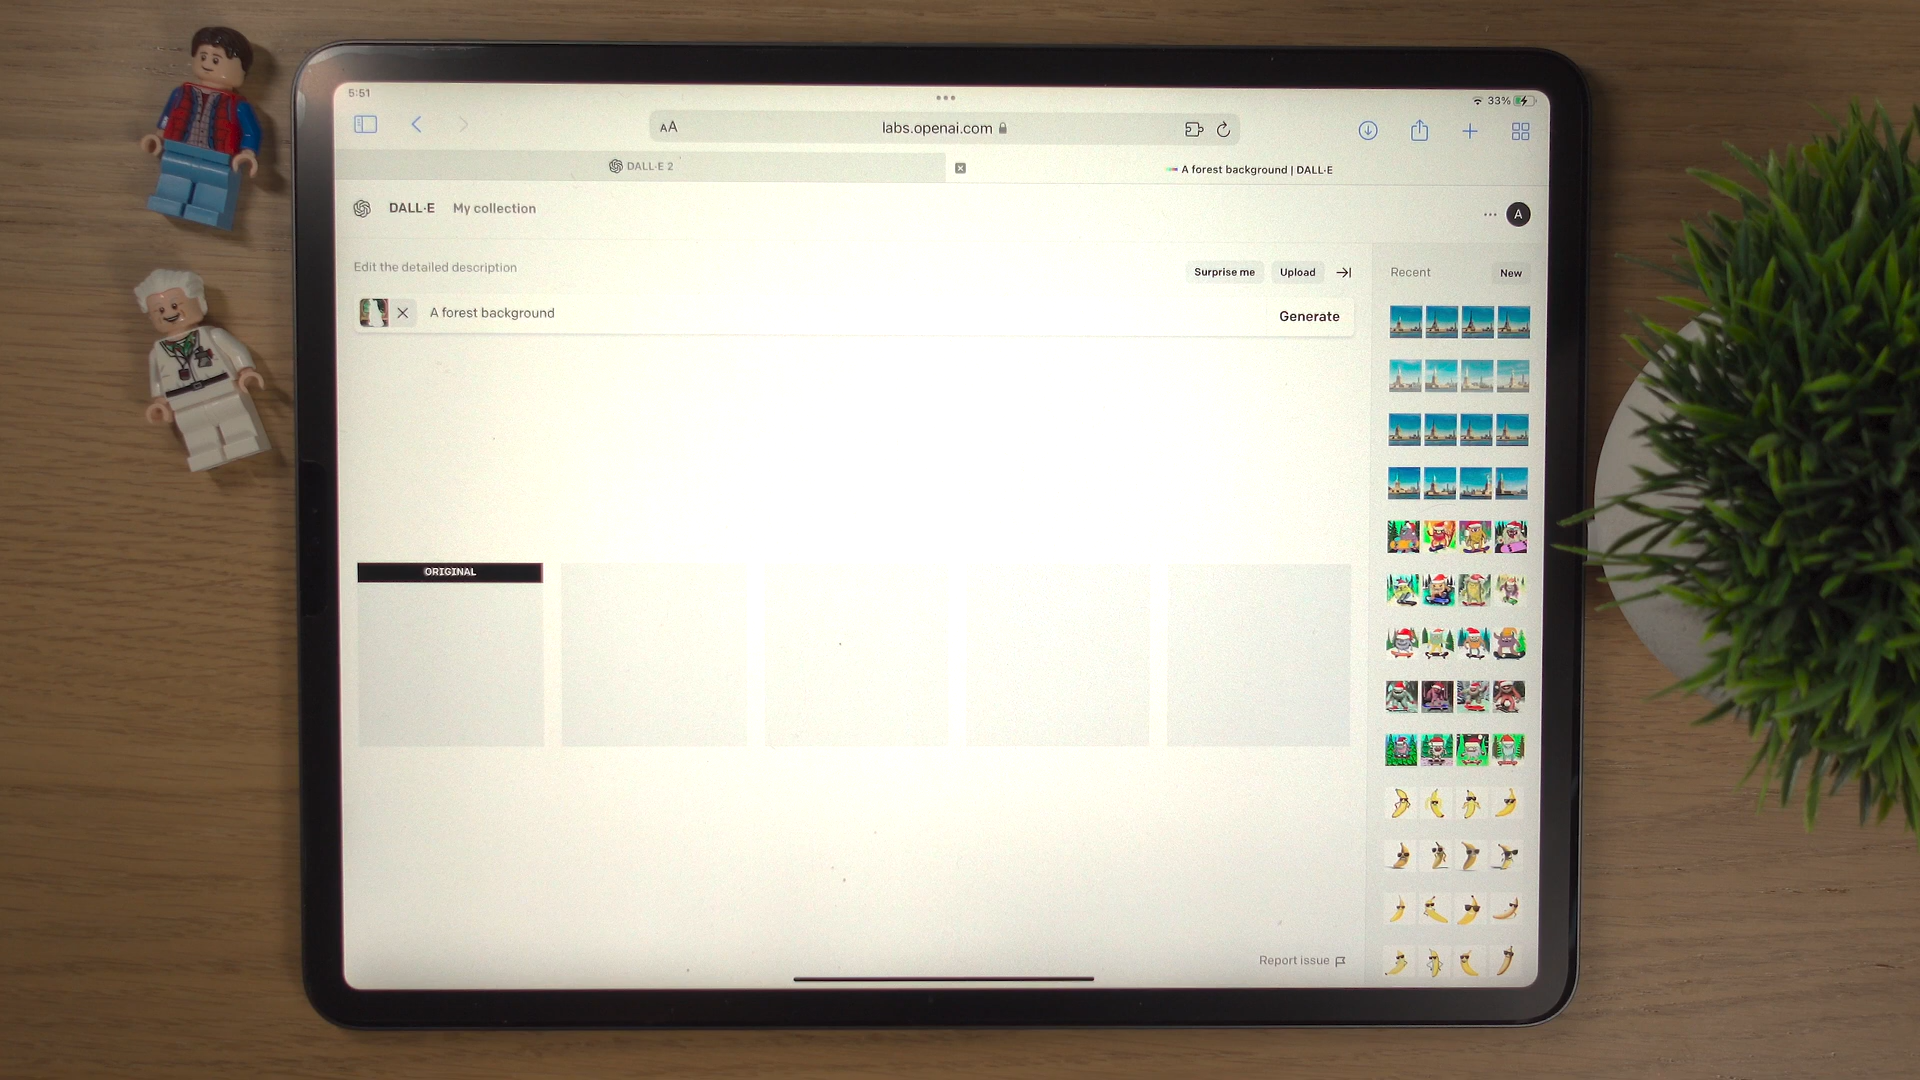 5:51
33%
AA
labs.openai.com
DALL·E 2
A forest background | DALL·E
DALL·E
My collection
A
Edit the detailed description
Surprise me
Upload
Recent
New
A forest background
Generate
ORIGINAL
Report issue